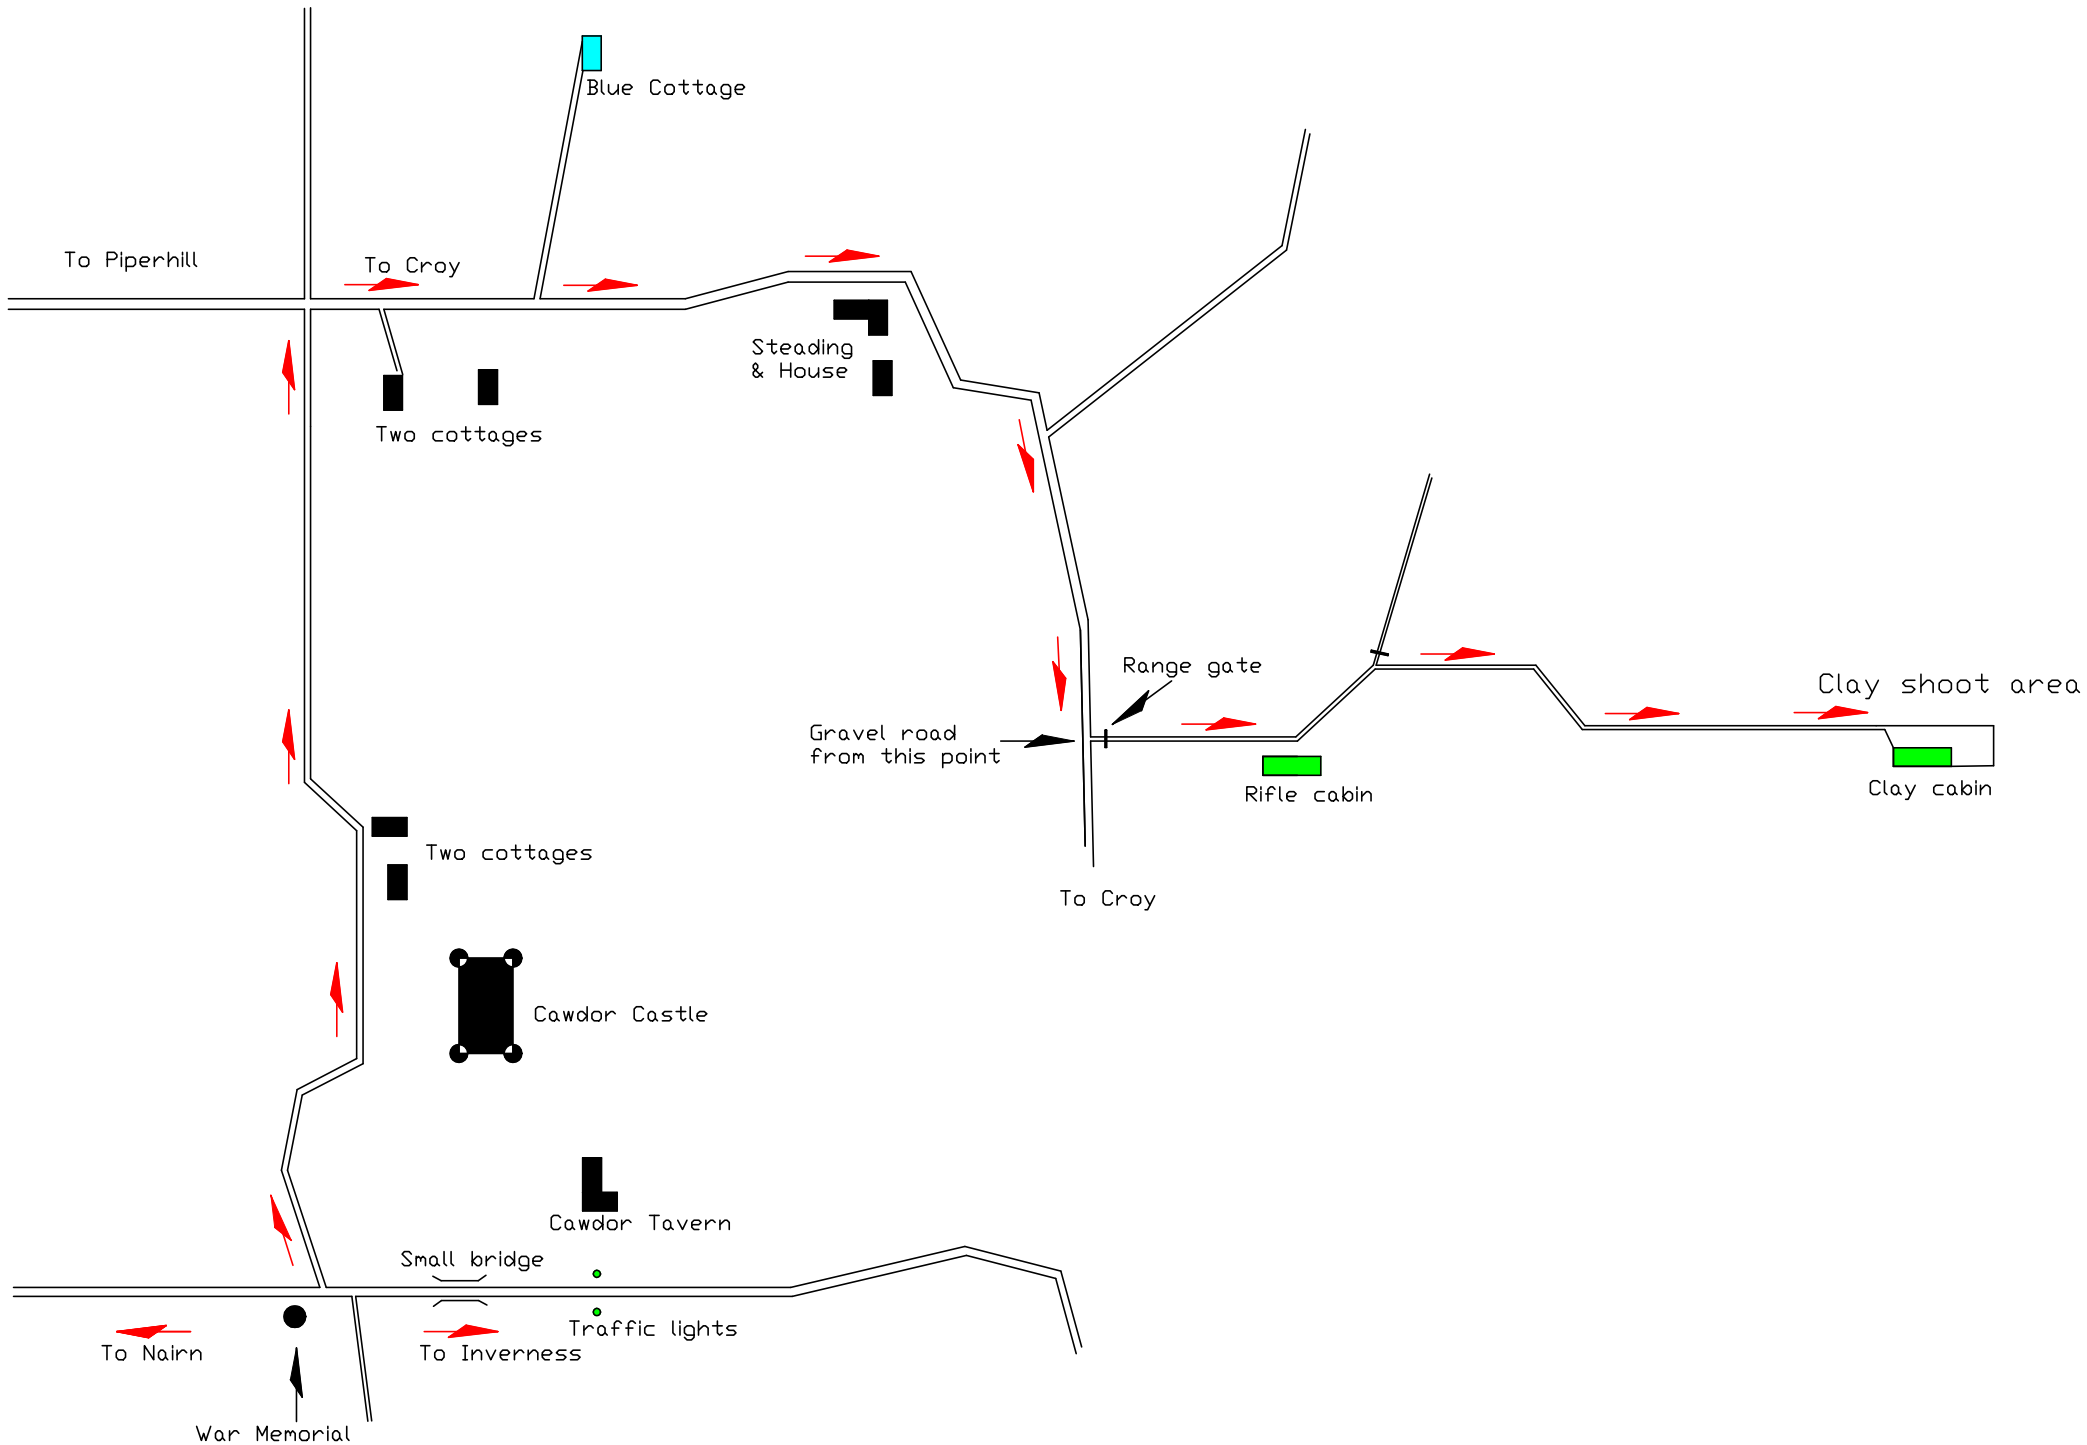 Blue Cottage
To Piperhill
To Croy
Steading
& House
Two cottages
Range gate
Clay shoot area
Gravel road
from this point
Rifle cabin
Clay cabin
Two cottages
To Croy
Cawdor Castle
Cawdor Tavern
Small bridge
Traffic lights
To Nairn
To Inverness
War Memorial